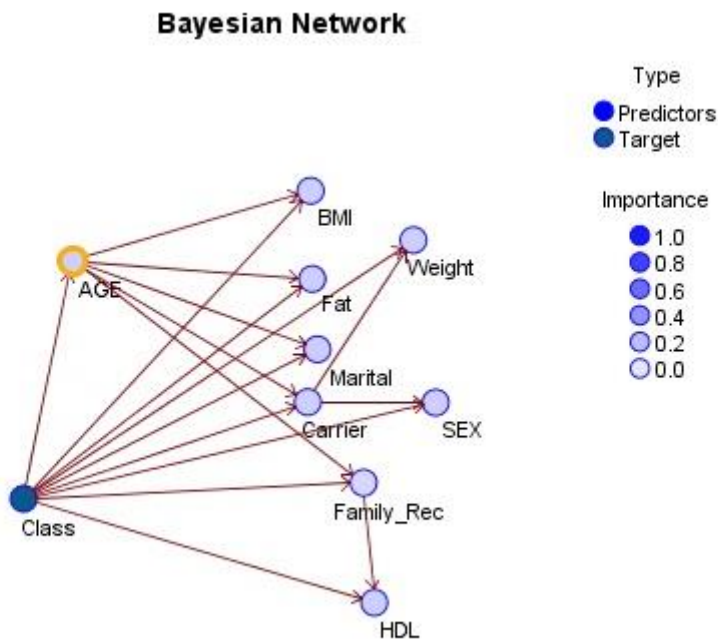 Bayesian Network
Type
Predictors
Target
Importance
1.0
0.8
0.6
0.4
0.2
0.0
BMI
Weight
AGE
Fat
Marital
Carrier
SEX
Family_Rec
Class
HDL